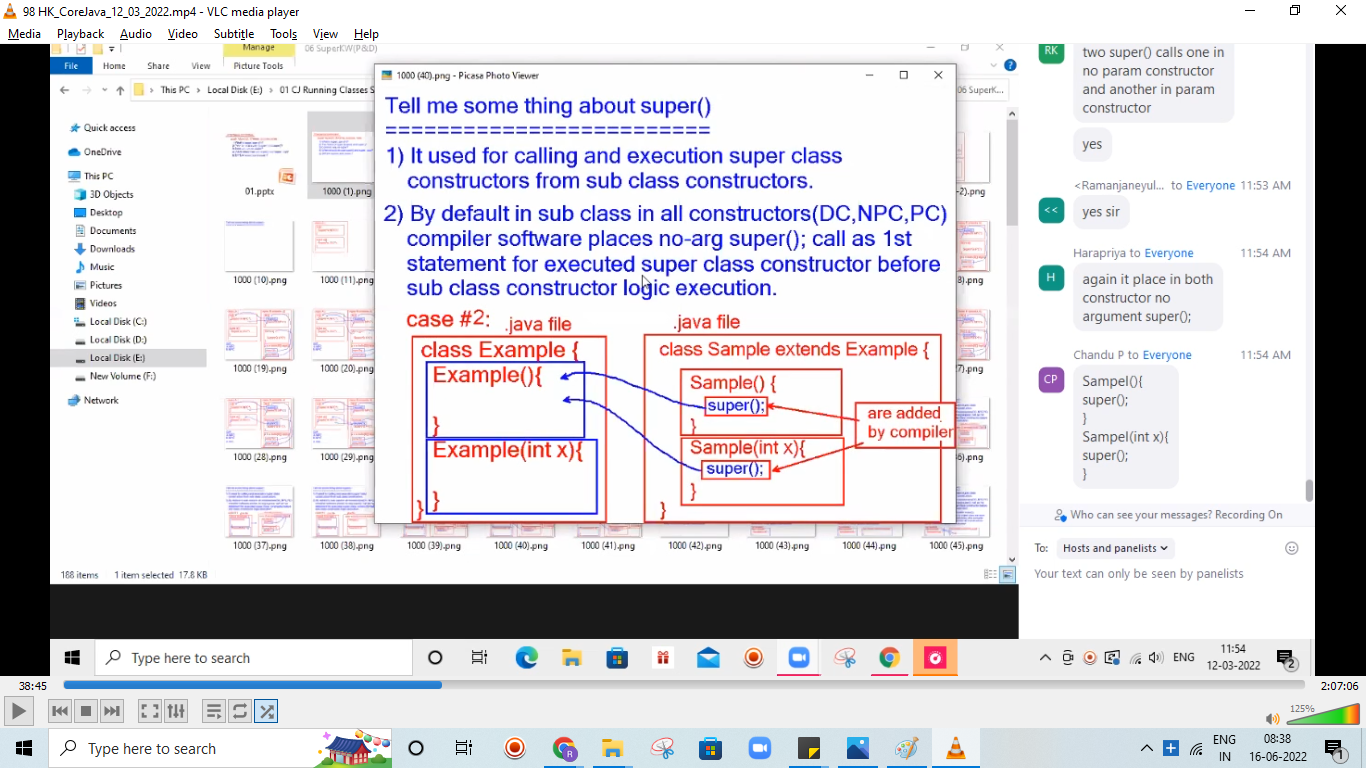 98 HK_CoreJava_12_03_2022.mp4 - VLC media player
Media Playback Audio Video Subtitle Tools View Help
Manage
06 SuperKW(P&D)
File Home Share View Picture Tools
This PC > Local Disk (E:) > 01 CJ Running Classes S
06 SuperK...
Quick access
OneDrive
This PC
3D Objects
Desktop
Documents
Downloads
Music
Pictures
Videos
Local Disk (C:)
Local Disk (D:)
Local Disk (E:)
New Volume (F:)
Network
01.pptx
1000 (1).png
-2).png
1000 (10).png
1000 (11).png
8).png
1000 (19).png
1000 (20).png
27).png
1000 (28).png
1000 (29).png
6).png
1000 (37).png
1000 (38).png
1000 (39).png
1000 (40).png
1000 (41).png
1000 (42).png
1000 (43).png
1000 (44).png
1000 (45).png
188 items 1 item selected 17.8 KB
1000 (40).png - Picasa Photo Viewer
Tell me some thing about super()
=========================
1) It used for calling and execution super class
constructors from sub class constructors.
2) By default in sub class in all constructors(DC,NPC,PC)
compiler software places no-arg super(); call as 1st
statement for executed super class constructor before
sub class constructor logic execution.
case #2:
.java file
class Example {
Example(){
}
Example(int x){
}
}
.java file
class Sample extends Example {
Sample() {
super();
}
Sample(int x){
super();
}
}
are added
by compiler
RK
two super() calls one in
no param constructor
and another in param
constructor
yes
<Ramanjaneyul... to Everyone 11:53 AM
<<
yes sir
Harapriya to Everyone 11:54 AM
H
again it place in both
constructor no
argument super();
Chandu P to Everyone 11:54 AM
CP
Sampel(){
super();
}
Sampel(int x){
super();
}
Who can see your messages? Recording On
To: Hosts and panelists
Your text can only be seen by panelists
Type here to search
ENG
11:54
12-03-2022
2
38:45
2:07:06
125%
Type here to search
R
ENG
IN
08:38
16-06-2022
1